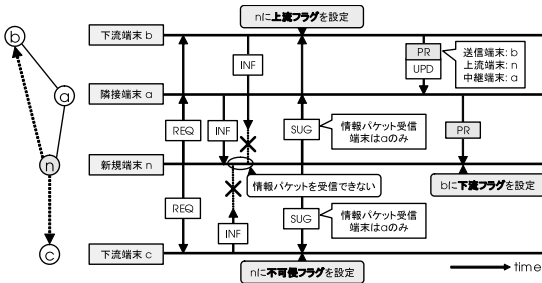 nに上流フラグを設定
b
下流端末 b
PR
UPD
送信端末: b
上流端末: n
中継端末: a
INF
a
隣接端末 a
REQ
INF
SUG
情報パケット受信
端末はaのみ
PR
n
新規端末 n
情報パケットを受信できない
bに下流フラグを設定
REQ
INF
SUG
情報パケット受信
端末はaのみ
c
下流端末 c
nに不可侵フラグを設定
time